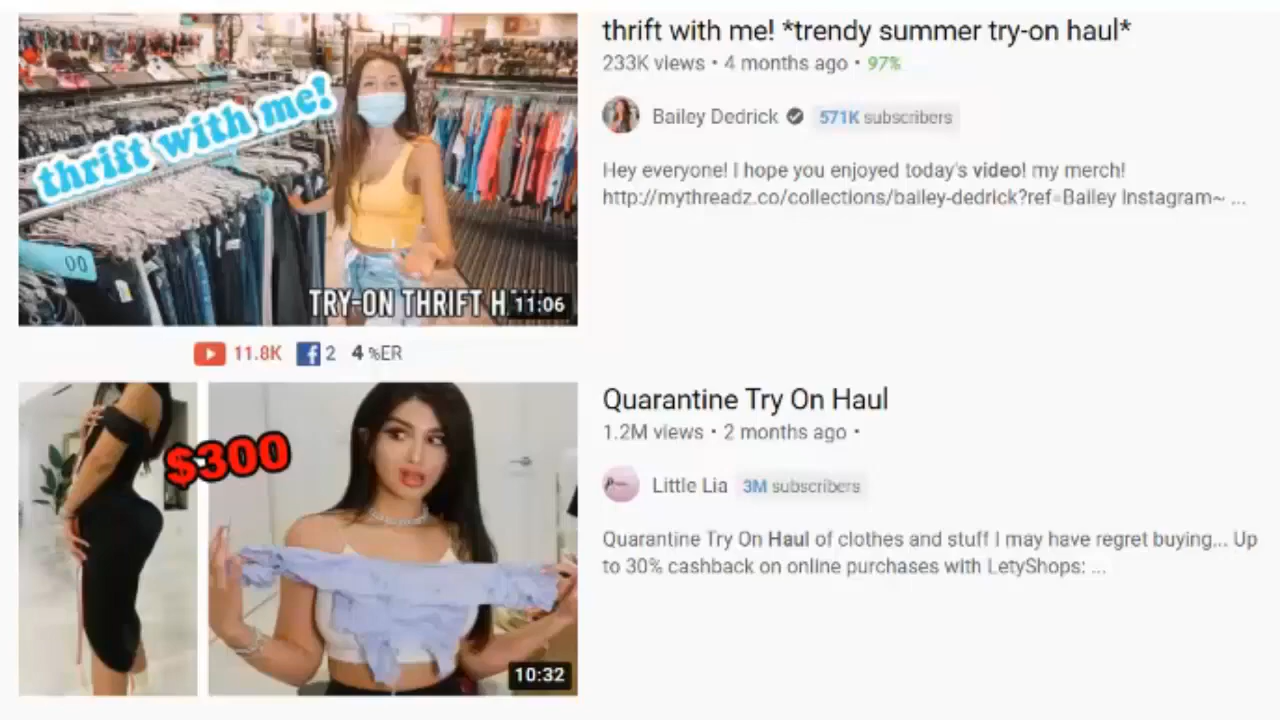 thrift with me! *trendy summer try-on haul*
233K views • 4 months ago • 97%
Bailey Dedrick 571K subscribers
Hey everyone! I hope you enjoyed today's video! my merch!
http://mythreadz.co/collections/bailey-dedrick?ref=Bailey Instagram~ ...
thrift with me!
00
TRY-ON THRIFT H
11:06
11.8K 2 4 %ER
Quarantine Try On Haul
1.2M views • 2 months ago •
Little Lia 3M subscribers
Quarantine Try On Haul of clothes and stuff I may have regret buying... Up
to 30% cashback on online purchases with LetyShops: ...
$300
10:32